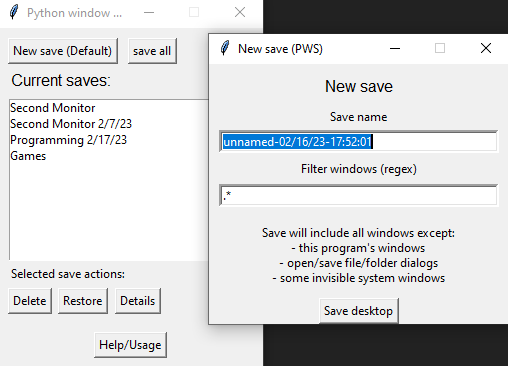 Python window ...
New save (Default)
save all
Current saves:
Second Monitor
Second Monitor 2/7/23
Programming 2/17/23
Games
Selected save actions:
Delete
Restore
Details
Help/Usage
New save (PWS)
New save
Save name
unnamed-02/16/23-17:52:01
Filter windows (regex)
.*
Save will include all windows except:
- this program's windows
- open/save file/folder dialogs
- some invisible system windows
Save desktop